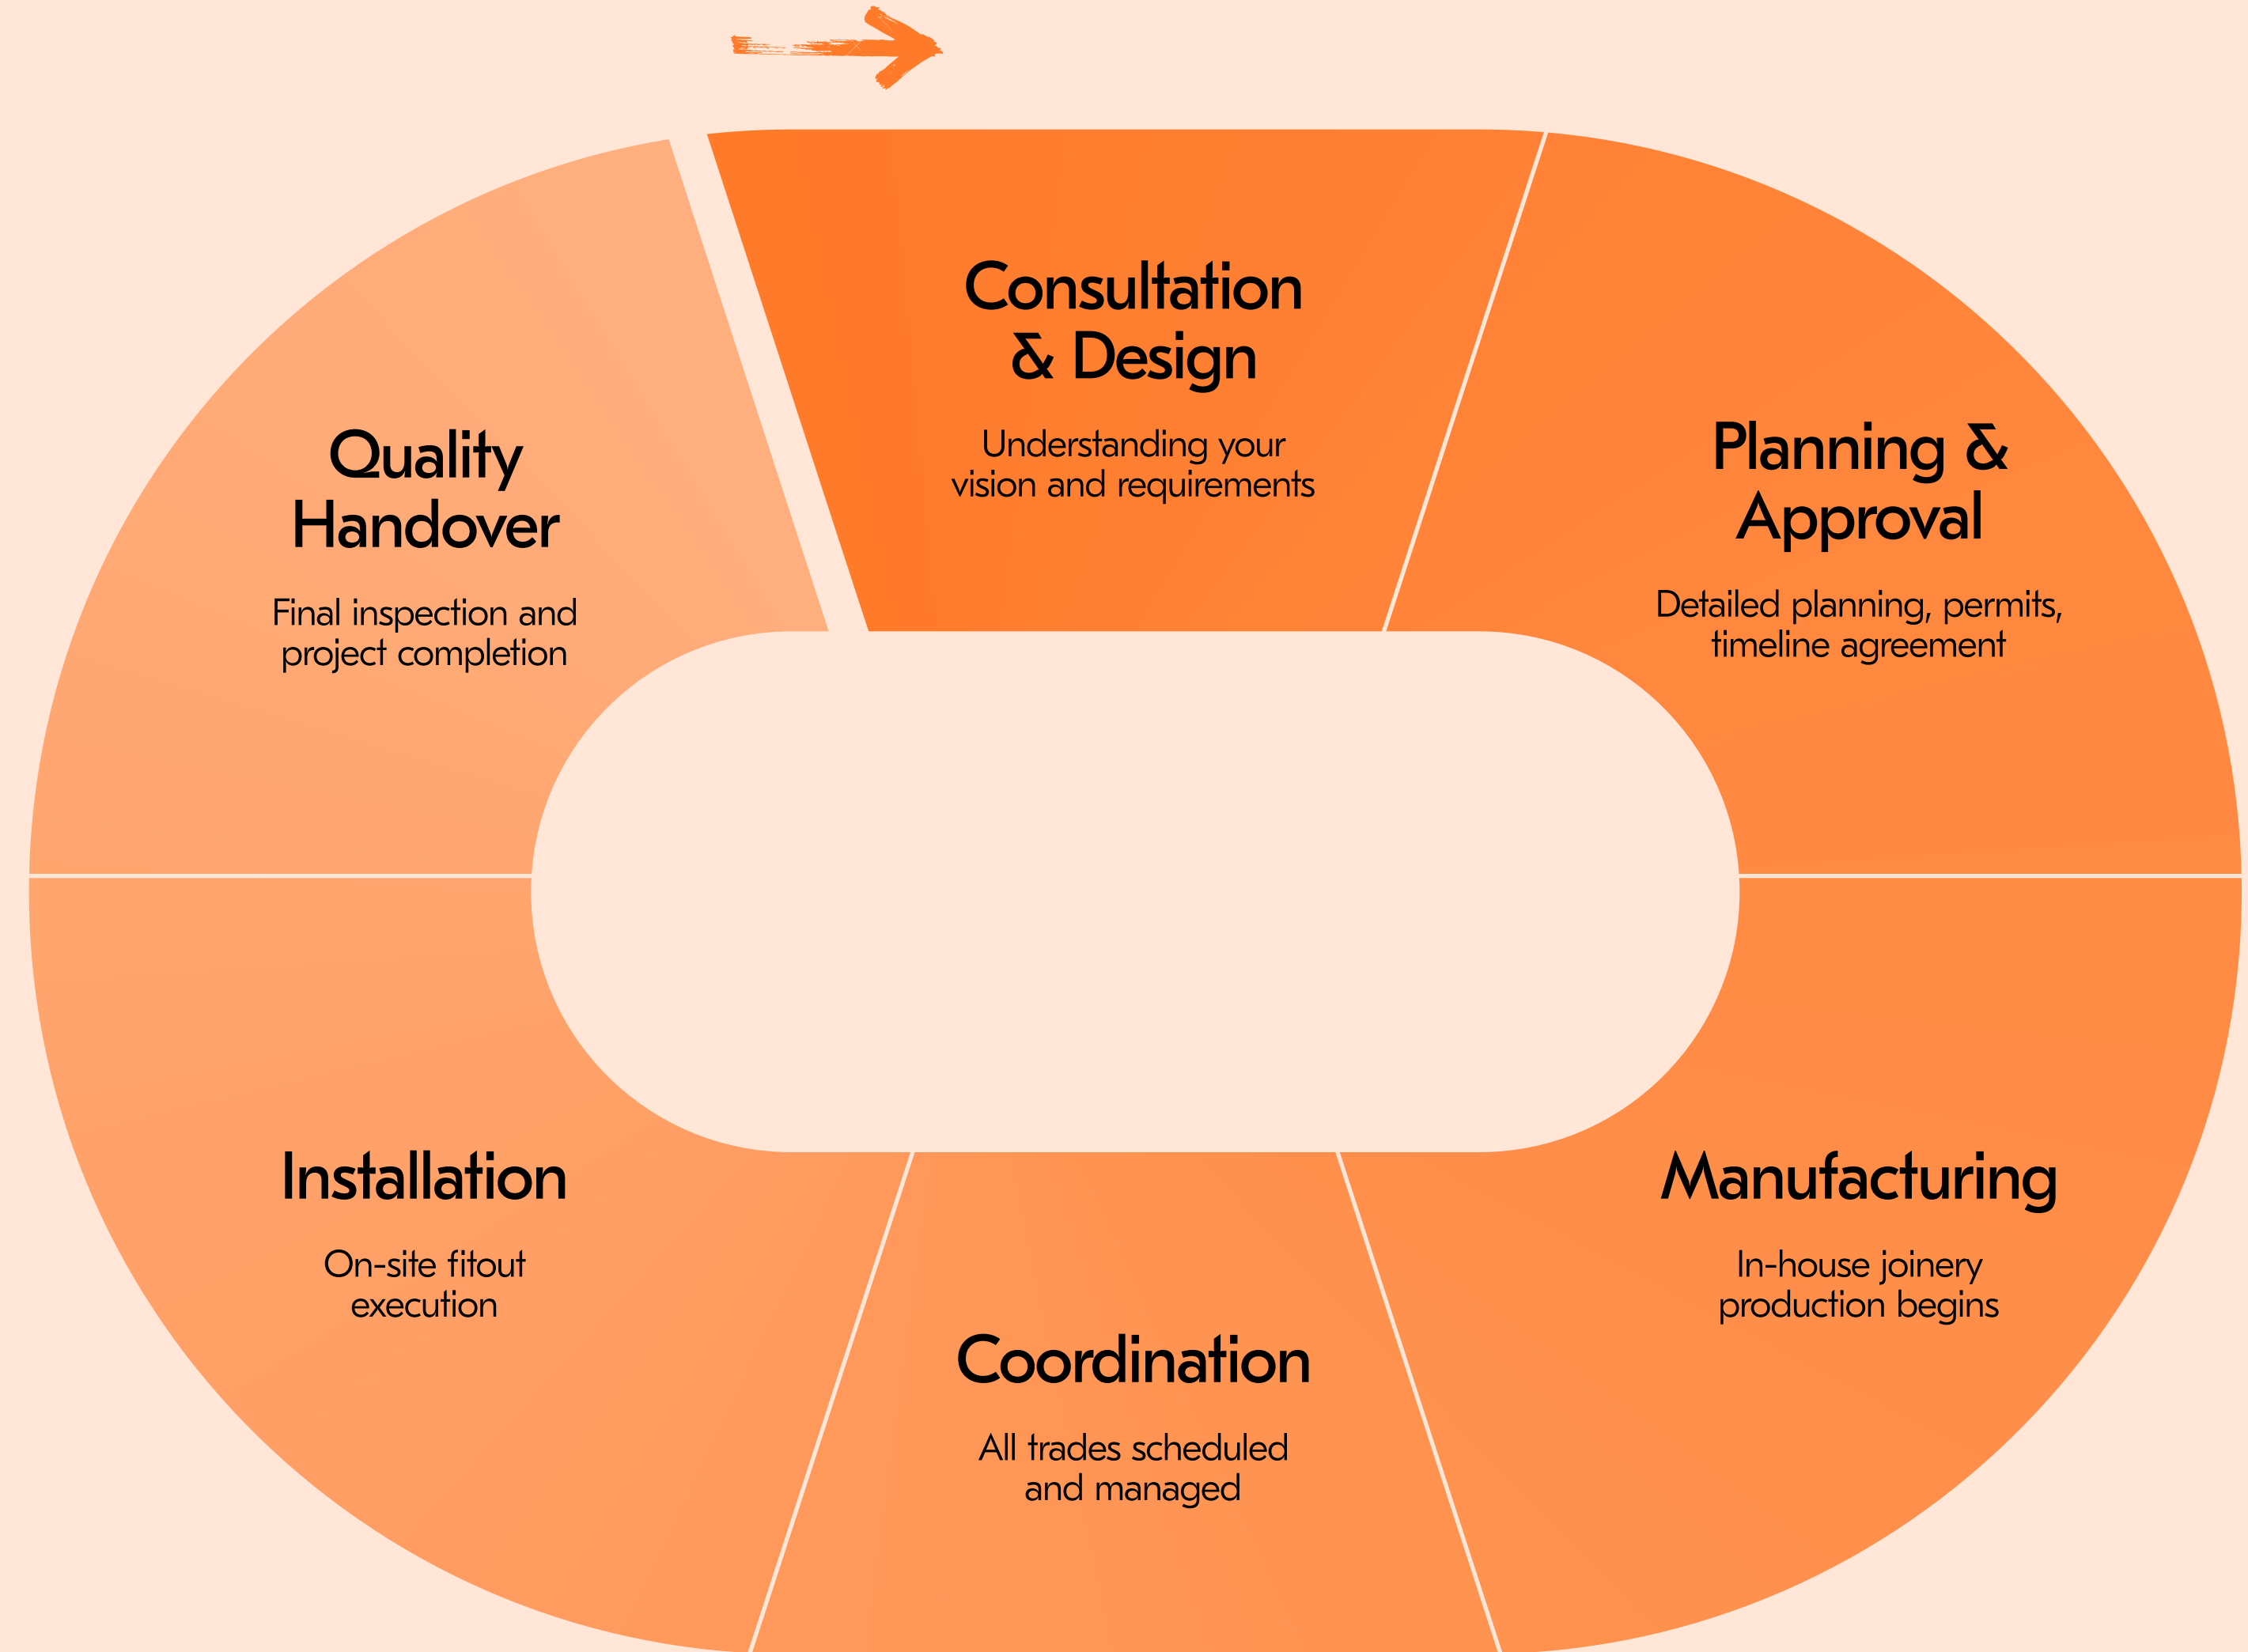 Consultation
& Design
Understanding your
vision and requirements
Planning &
Approval
Detailed planning, permits,
timeline agreement
Manufacturing
In-house joinery
production begins
Coordination
All trades scheduled
and managed
Installation
On-site fitout
execution
Quality
Handover
Final inspection and
project completion